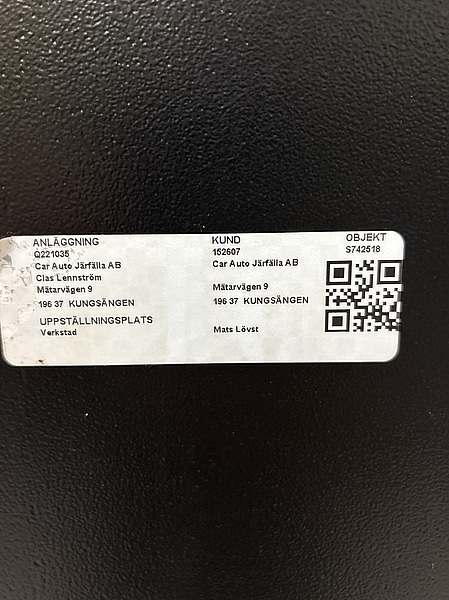 ANLÄGGNING
Q221035
Car Auto Järfälla AB
Clas Lennström
Mätarvägen 9
196 37 KUNGSÄNGEN
UPPSTÄLLNINGSPLATS
Verkstad
KUND
152607
Car Auto Järfälla AB
Mätarvägen 9
196 37 KUNGSÄNGEN
Mats Lövst
OBJEKT
S742518